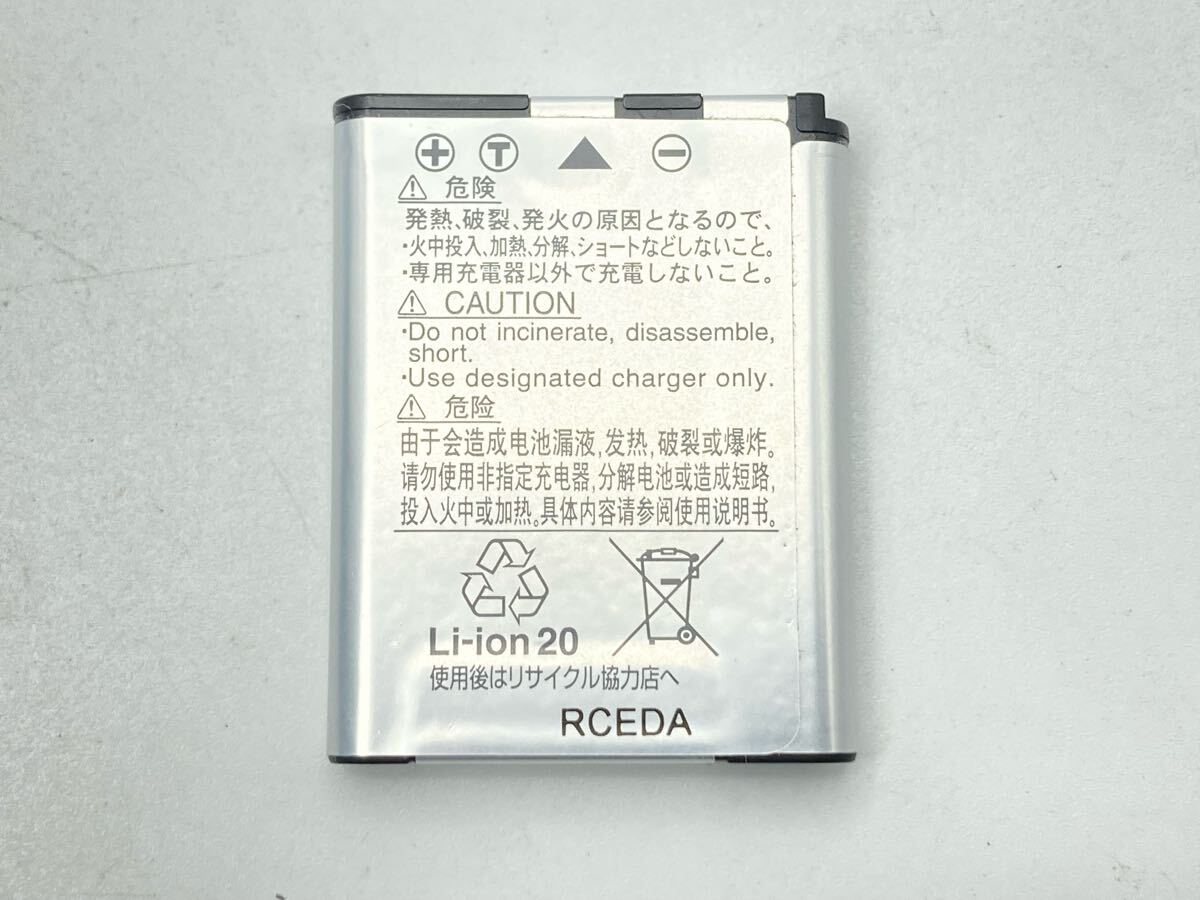 ⊕ Ⓣ ▲ ⊖
⚠ 危険
発熱、破裂、発火の原因となるので、
・火中投入、加熱、分解、ショートなどしないこと。
・専用充電器以外で充電しないこと。
⚠ CAUTION
・Do not incinerate, disassemble,
short.
・Use designated charger only.
⚠ 危险
由于会造成电池漏液,发热,破裂或爆炸。
请勿使用非指定充电器,分解电池或造成短路,
投入火中或加热。具体内容请参阅使用说明书。
Li-ion 20
使用後はリサイクル協力店へ
RCEDA